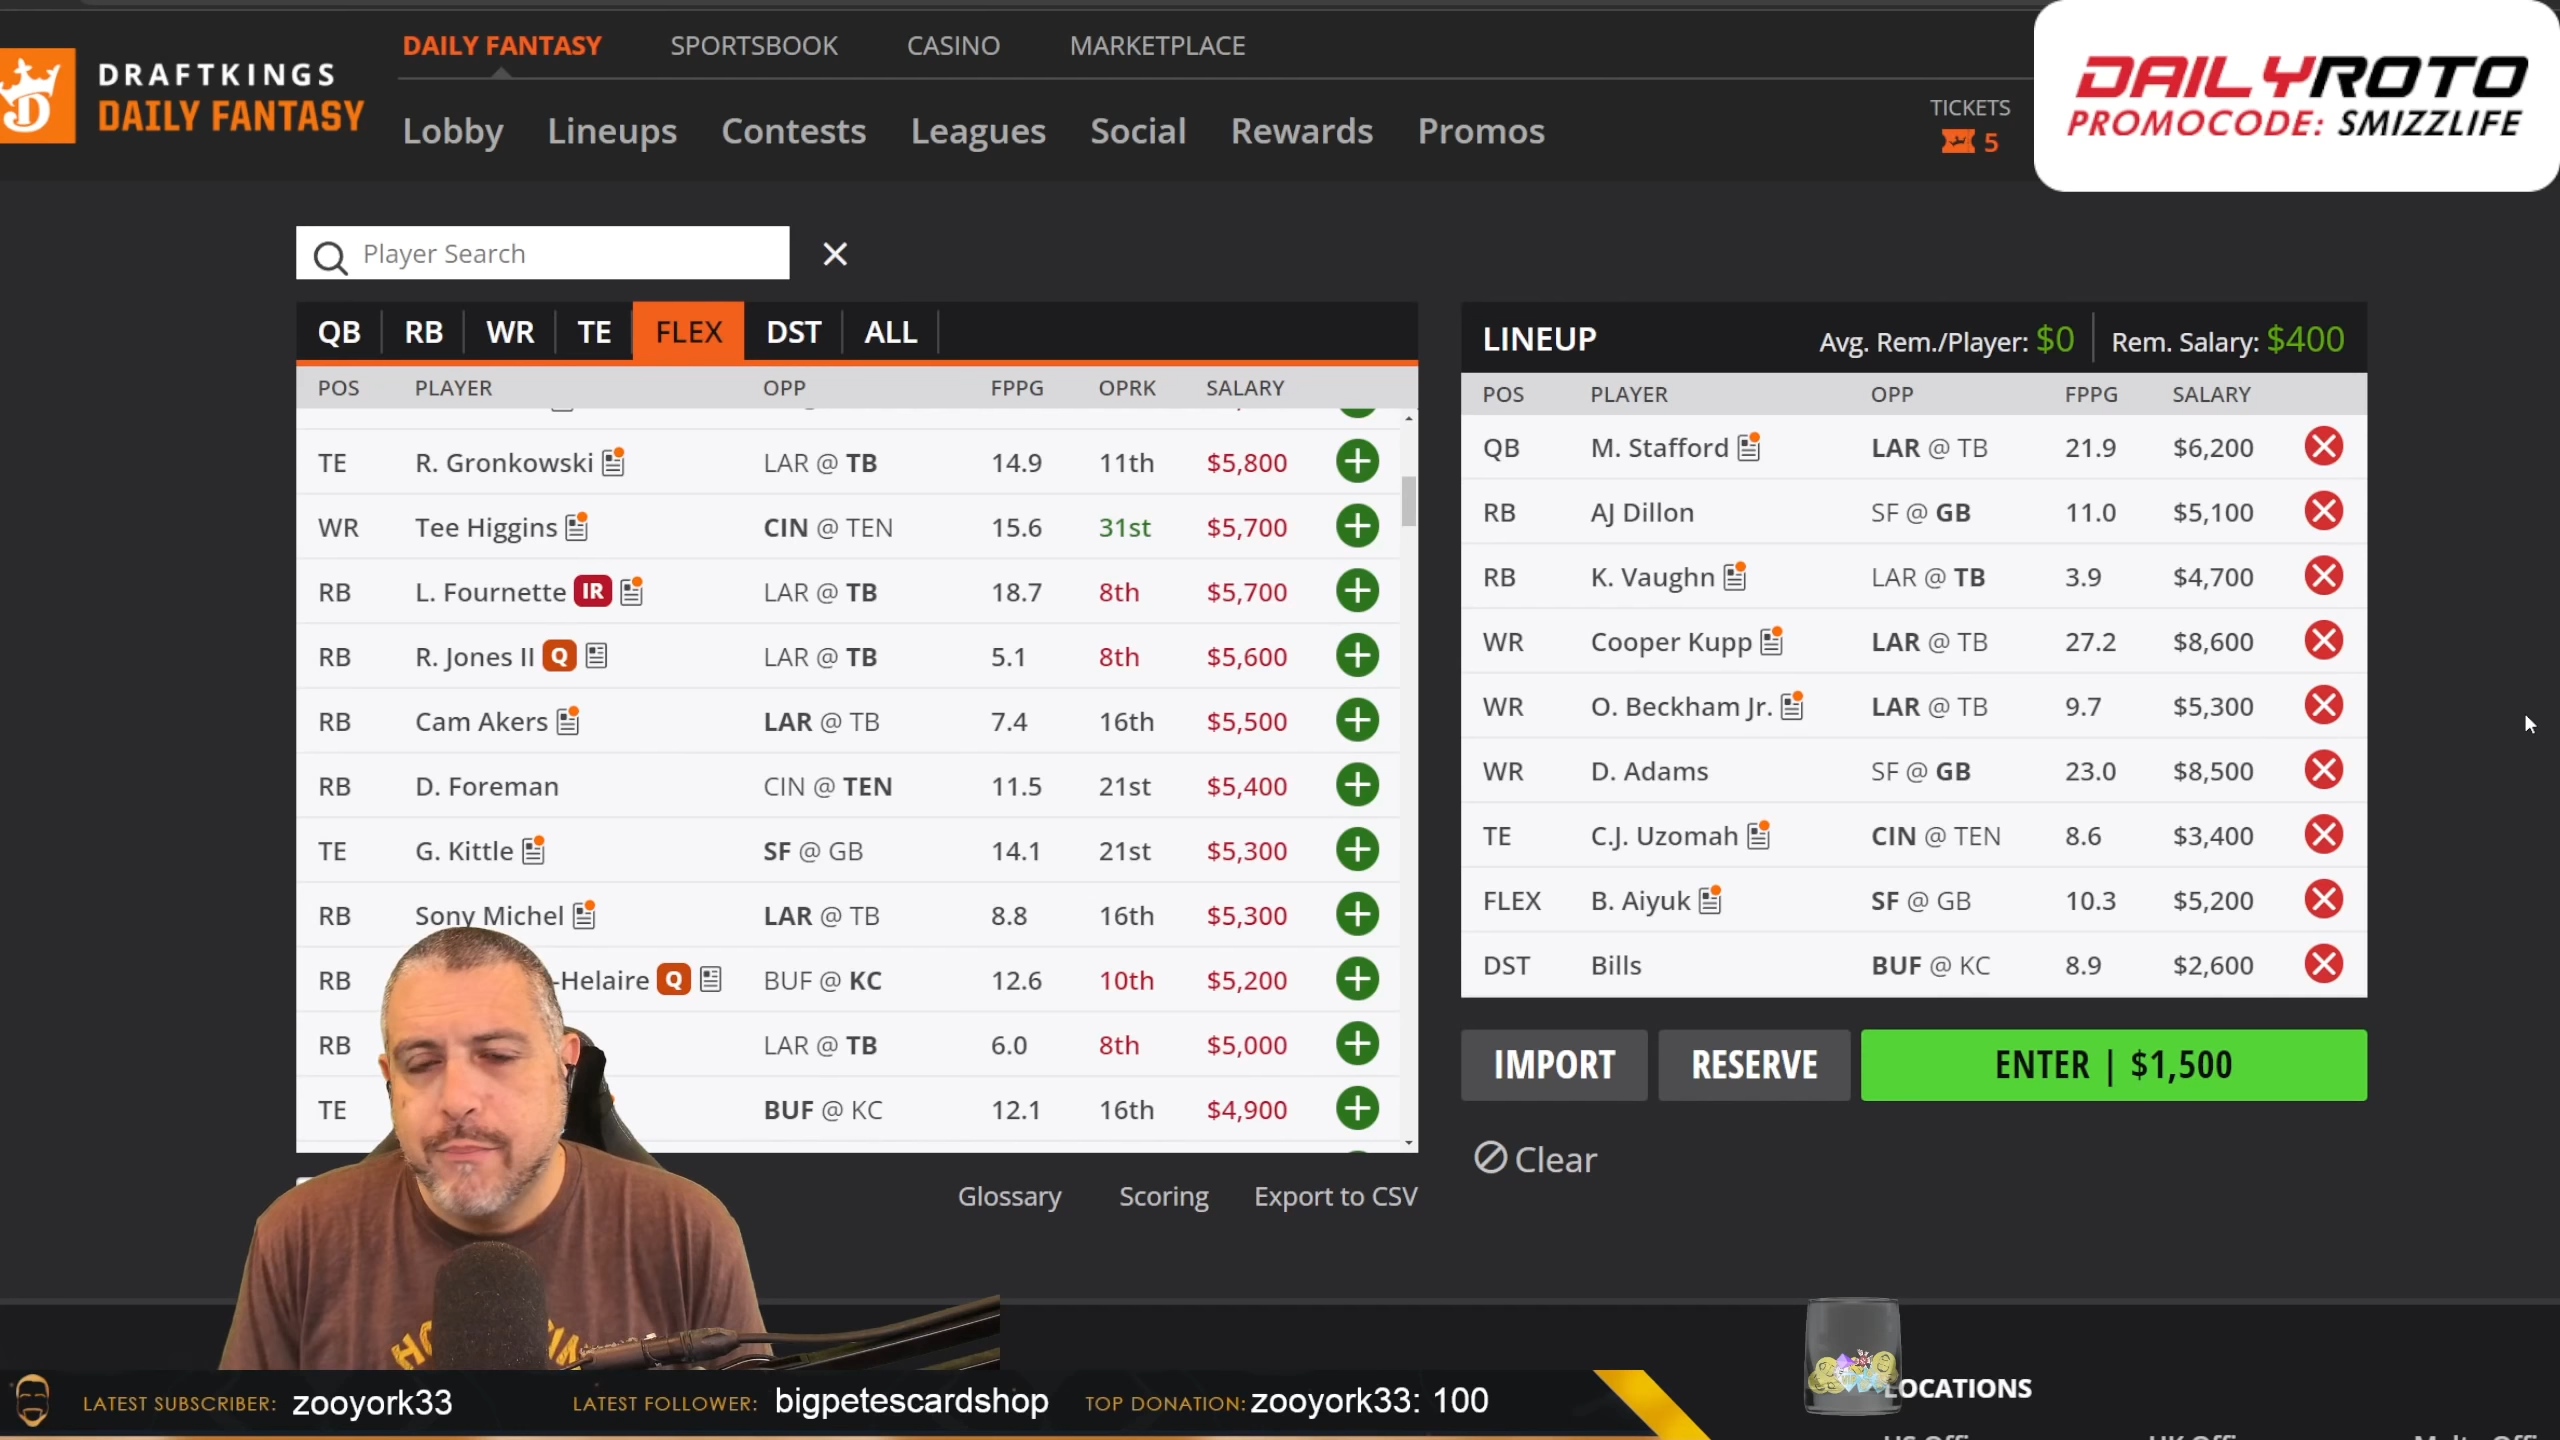 DAILY FANTASY SPORTSBOOK CASINO MARKETPLACE
DRAFTKINGS
DAILY FANTASY
Lobby Lineups Contests Leagues Social Rewards Promos
TICKETS
5
DAILYROTO
PROMOCODE: SMIZZLIFE
Player Search
QB RB WR TE FLEX DST ALL
POS PLAYER OPP FPPG OPRK SALARY
TE R. Gronkowski LAR @ TB 14.9 11th $5,800
WR Tee Higgins CIN @ TEN 15.6 31st $5,700
RB L. Fournette IR LAR @ TB 18.7 8th $5,700
RB R. Jones II Q LAR @ TB 5.1 8th $5,600
RB Cam Akers LAR @ TB 7.4 16th $5,500
RB D. Foreman CIN @ TEN 11.5 21st $5,400
TE G. Kittle SF @ GB 14.1 21st $5,300
RB Sony Michel LAR @ TB 8.8 16th $5,300
RB -Helaire Q BUF @ KC 12.6 10th $5,200
RB LAR @ TB 6.0 8th $5,000
TE BUF @ KC 12.1 16th $4,900
Glossary Scoring Export to CSV
LINEUP Avg. Rem./Player: $0 Rem. Salary: $400
POS PLAYER OPP FPPG SALARY
QB M. Stafford LAR @ TB 21.9 $6,200
RB AJ Dillon SF @ GB 11.0 $5,100
RB K. Vaughn LAR @ TB 3.9 $4,700
WR Cooper Kupp LAR @ TB 27.2 $8,600
WR O. Beckham Jr. LAR @ TB 9.7 $5,300
WR D. Adams SF @ GB 23.0 $8,500
TE C.J. Uzomah CIN @ TEN 8.6 $3,400
FLEX B. Aiyuk SF @ GB 10.3 $5,200
DST Bills BUF @ KC 8.9 $2,600
IMPORT RESERVE ENTER | $1,500
Clear
LATEST SUBSCRIBER: zooyork33 LATEST FOLLOWER: bigpetescardshop TOP DONATION: zooyork33: 100
OCATIONS